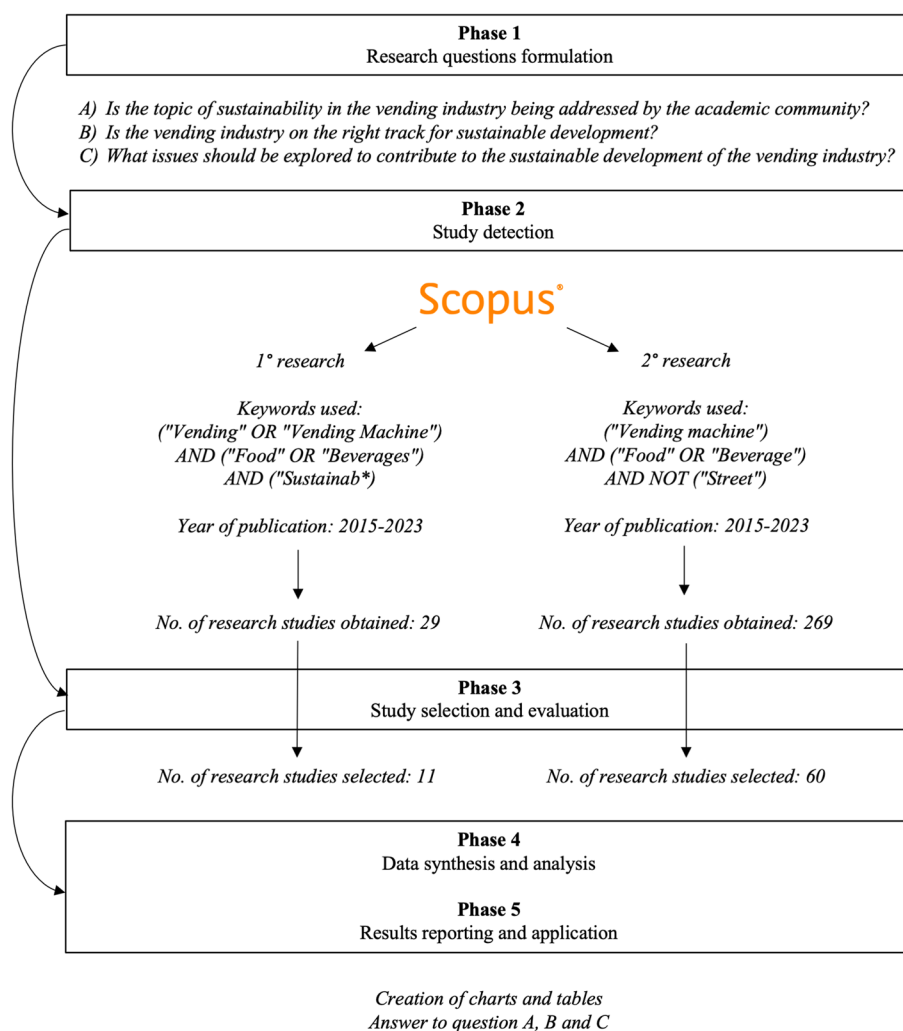 Phase 1
Research questions formulation
A) Is the topic of sustainability in the vending industry being addressed by the academic community?
B) Is the vending industry on the right track for sustainable development?
C) What issues should be explored to contribute to the sustainable development of the vending industry?
Phase 2
Study detection
Scopus®
1° research
Keywords used:
("Vending" OR "Vending Machine")
AND ("Food" OR "Beverages")
AND ("Sustainab*)
Year of publication: 2015-2023
No. of research studies obtained: 29
2° research
Keywords used:
("Vending machine")
AND ("Food" OR "Beverage")
AND NOT ("Street")
Year of publication: 2015-2023
No. of research studies obtained: 269
Phase 3
Study selection and evaluation
No. of research studies selected: 11
No. of research studies selected: 60
Phase 4
Data synthesis and analysis
Phase 5
Results reporting and application
Creation of charts and tables
Answer to question A, B and C